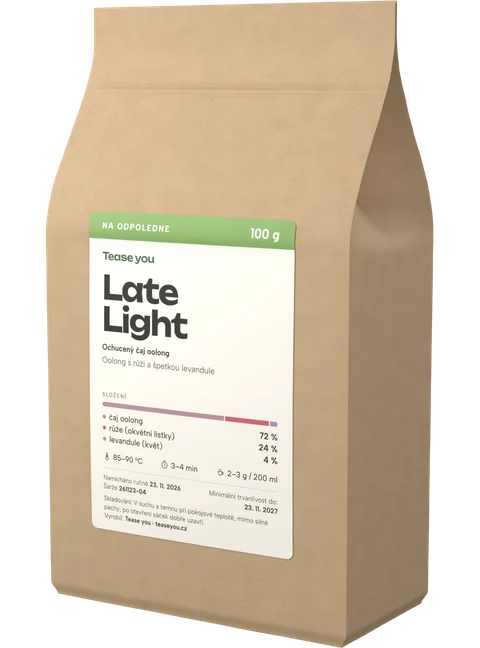 NA ODPOLEDNE 100 g
Tease you
Late
Light
Ochucený čaj oolong
Oolong s růží a špetkou levandule
SLOŽENÍ
čaj oolong 72 %
růže (okvětní lístky) 24 %
levandule (květ) 4 %
85–90 °C 3–4 min 2–3 g / 200 ml
Namícháno ručně 23. 11. 2026
Šarže 261123-04
Minimální trvanlivost do:
23. 11. 2027
Skladování: V suchu a temnu při pokojové teplotě, mimo silné
pachy, po otevření sáček dobře uzavři.
Vyrobil: Tease you · teaseyou.cz